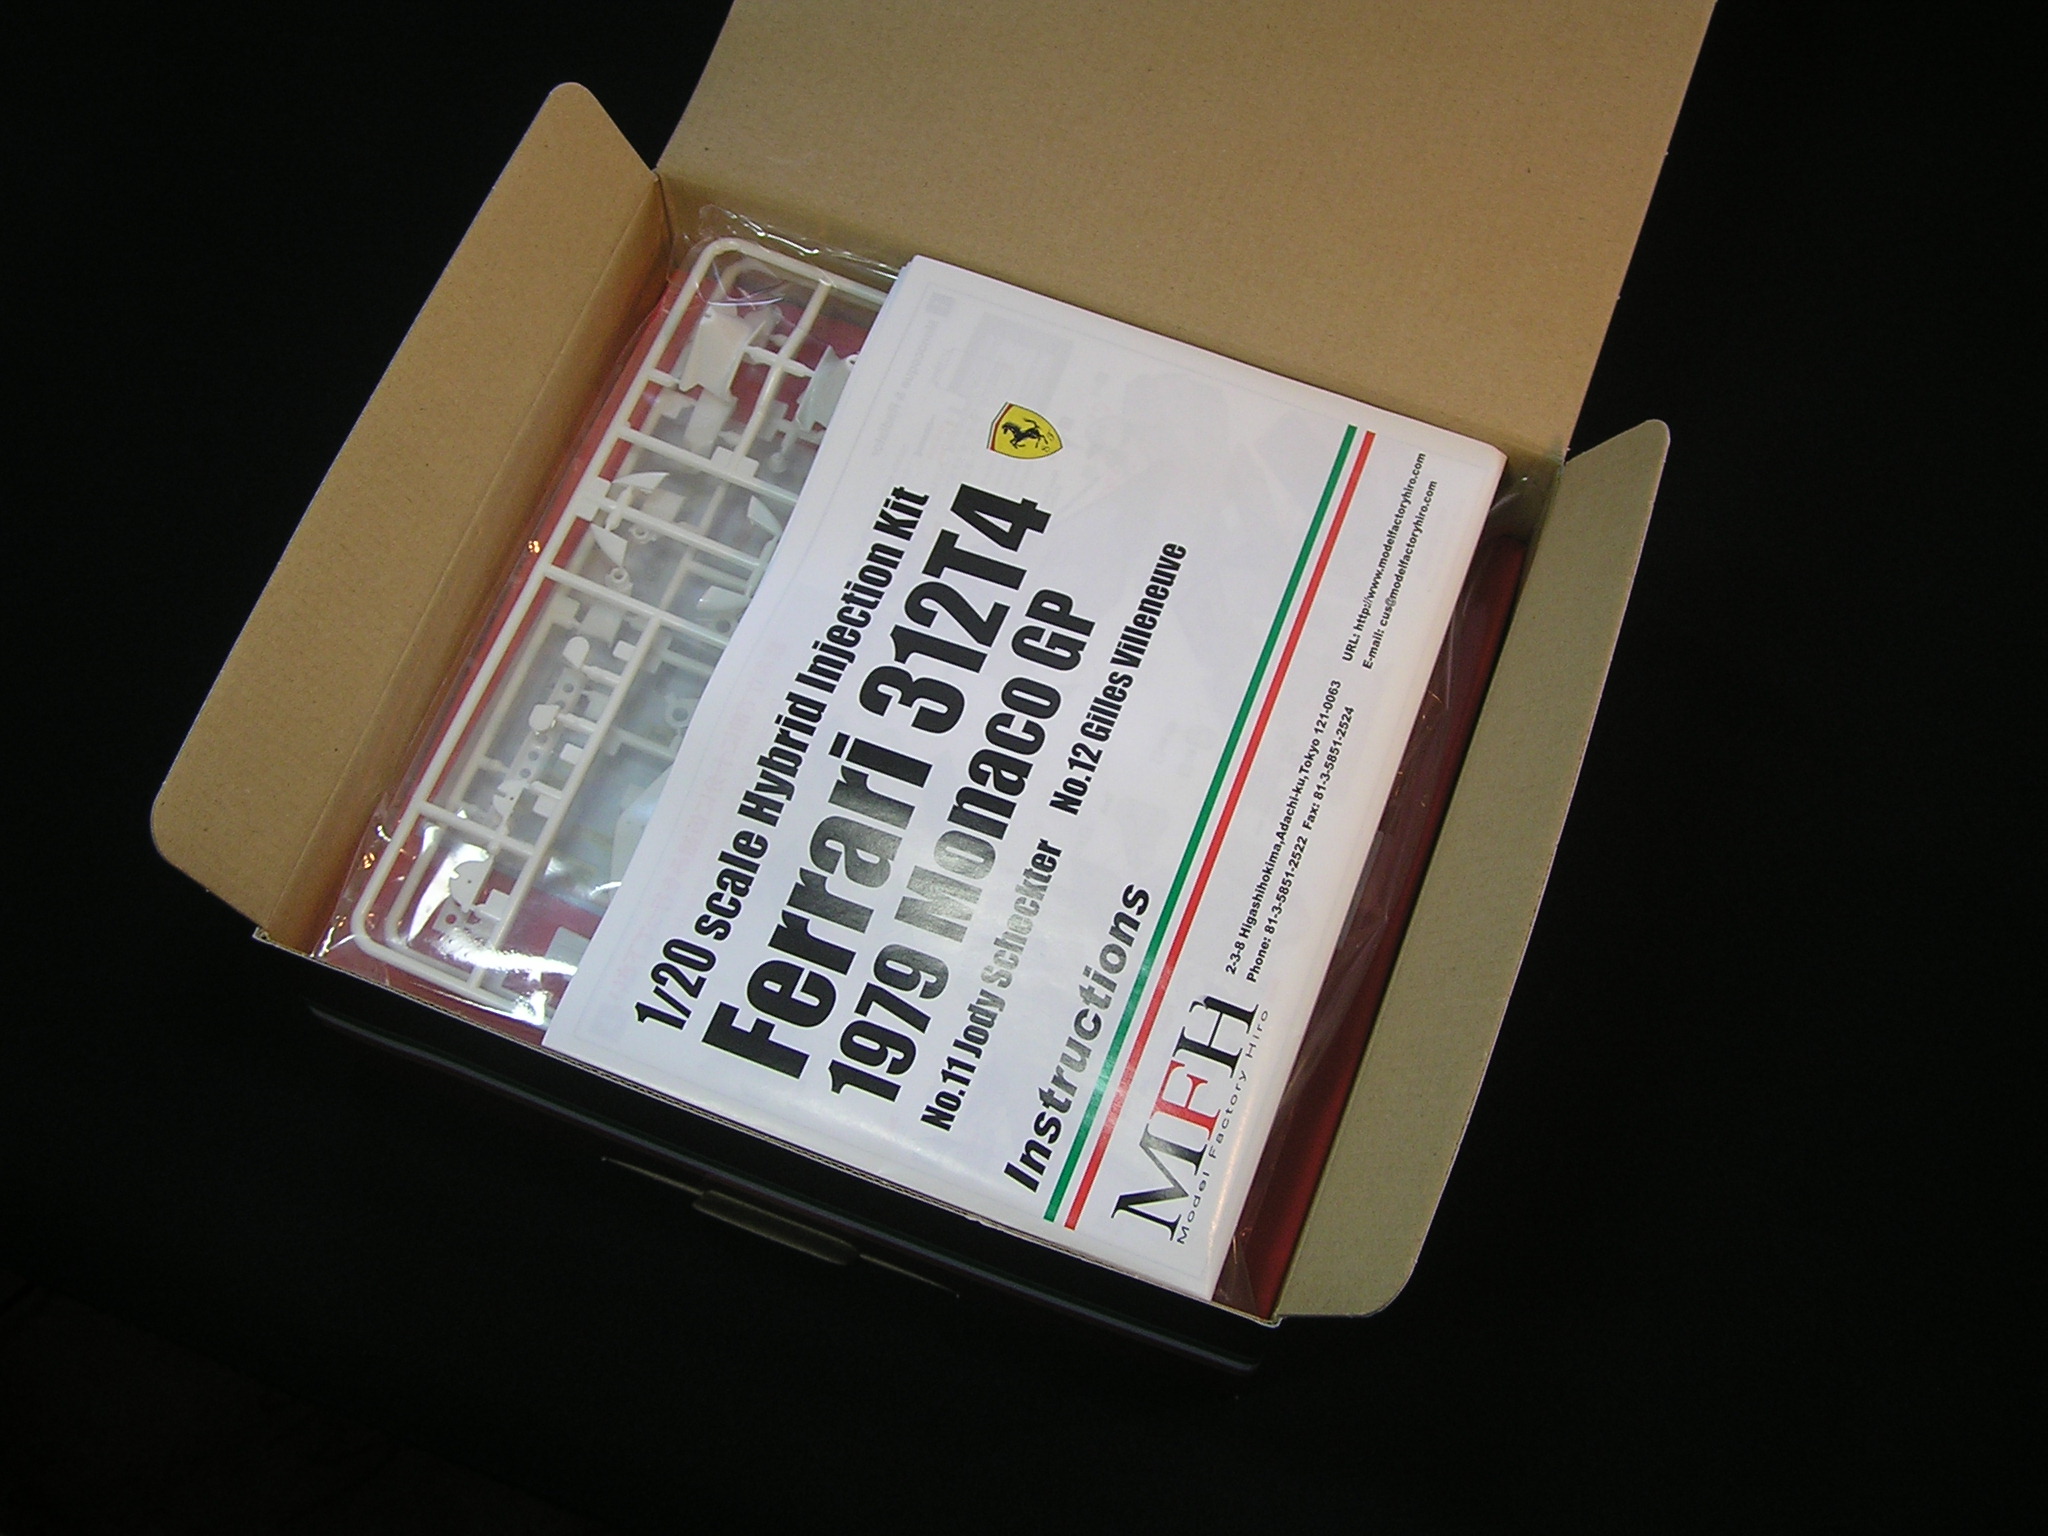 1/20 scale Hybrid Injection Kit
Ferrari 312T4
1979 Monaco GP
No.11 Jody Scheckter No.12 Gilles Villeneuve
Instructions
MFH
Model Factory Hiro
2-3-8 Higashihokima,Adachi-ku,Tokyo 121-063
Phone: 81-3-5851-2522 Fax: 81-3-5851-2524
URL: http://www.modelfactoryhiro.com
E-mail: cus@modelfactoryhiro.com